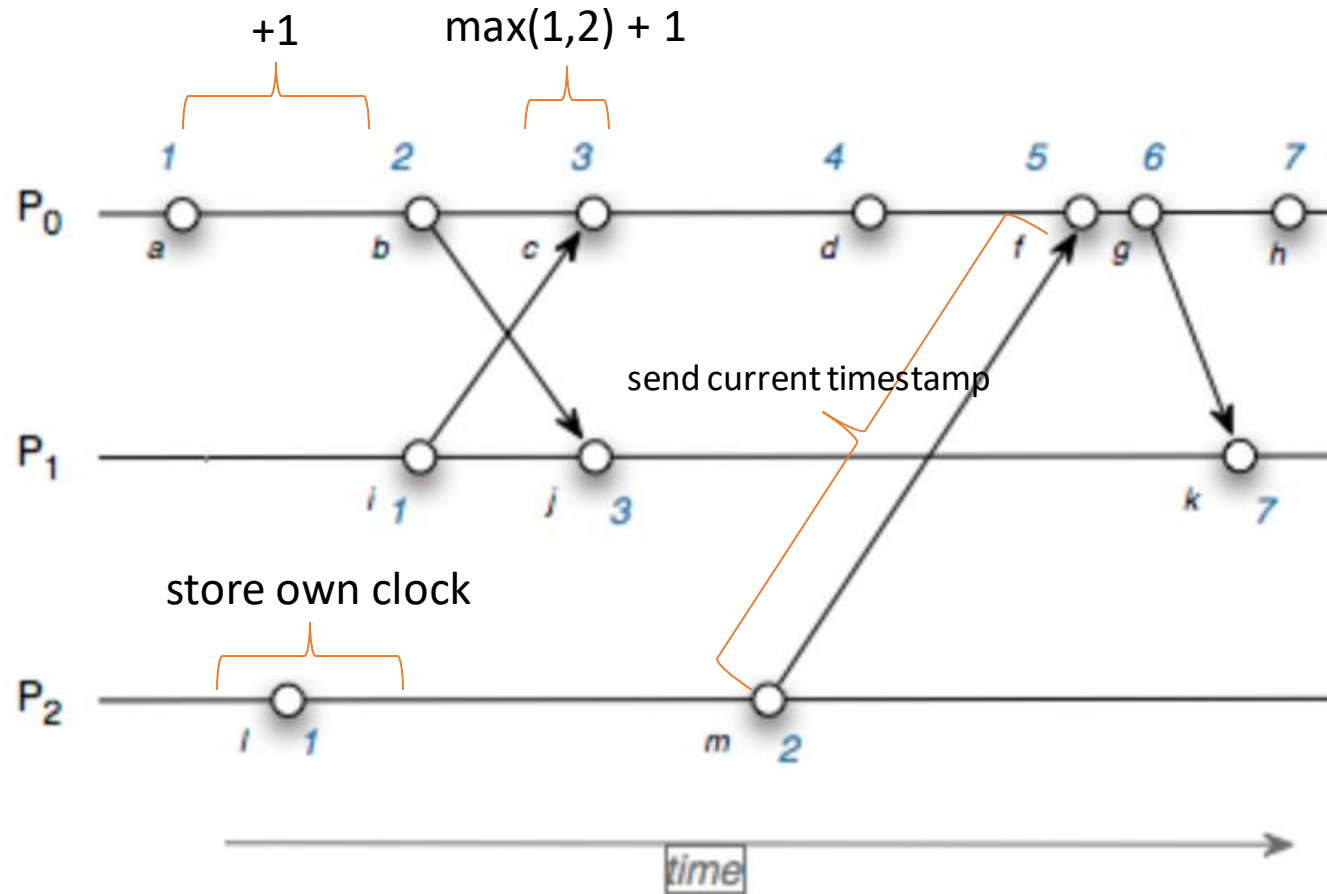 +1
max(1,2) + 1
1 2 3 4 5 6 7
P0
a b c d f g h
send current timestamp
P1
i 1 j 3 k 7
store own clock
P2
l 1 m 2
time